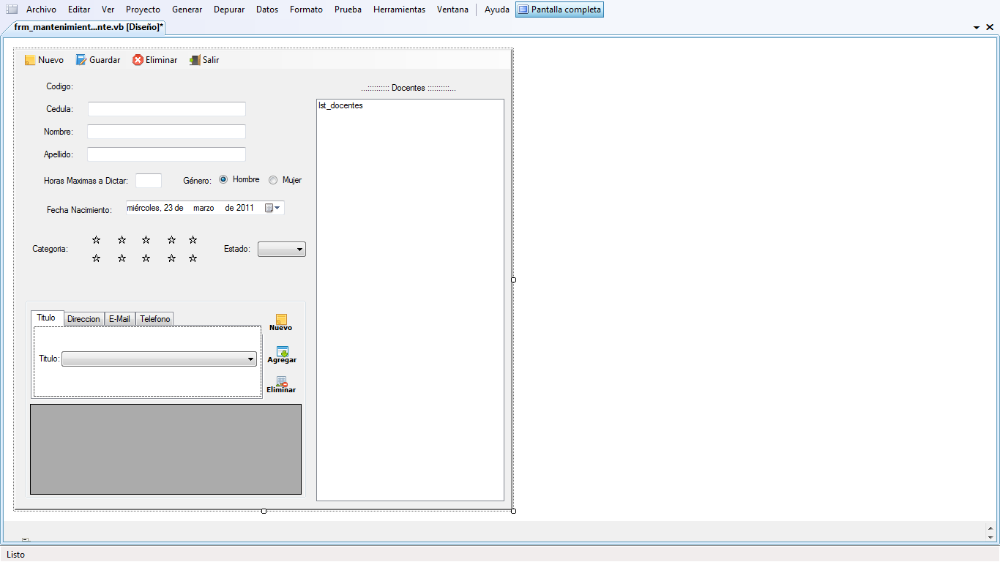 Archivo Editar Ver Proyecto Generar Depurar Datos Formato Prueba Herramientas Ventana Ayuda Pantalla completa
frm_mantenimient...nte.vb [Diseño]*
Nuevo Guardar Eliminar Salir
Codigo:
...:::::::::: Docentes ::::::::::...
lst_docentes
Cedula:
Nombre:
Apellido:
Horas Maximas a Dictar: Género: Hombre Mujer
Fecha Nacimiento: miércoles, 23 de marzo de 2011
Categoria: Estado:
Titulo Direccion E-Mail Telefono
Nuevo
Titulo:
Agregar
Eliminar
Listo